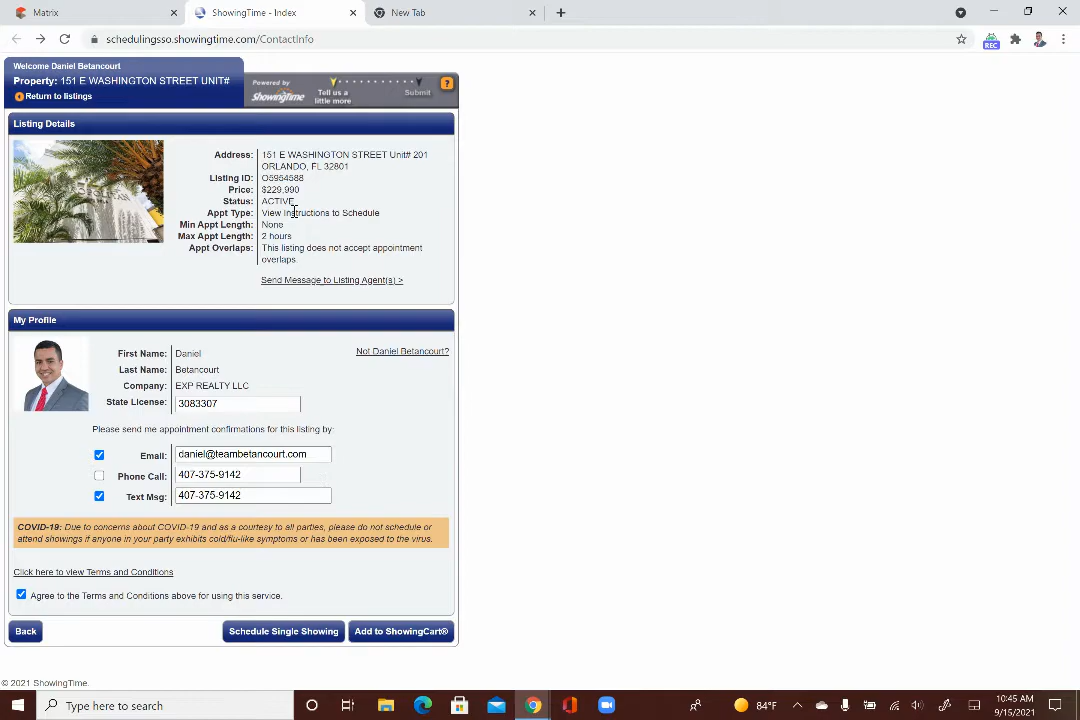 Matrix
ShowingTime - Index
New Tab
schedulingsso.showingtime.com/ContactInfo
REC
Welcome Daniel Betancourt
Property: 151 E WASHINGTON STREET UNIT#
Return to listings
Powered by
ShowingTime
Tell us a
little more
Submit
?
Listing Details
Address: 151 E WASHINGTON STREET Unit# 201
ORLANDO, FL 32801
Listing ID: O5954588
Price: $229,990
Status: ACTIVE
Appt Type: View Instructions to Schedule
Min Appt Length: None
Max Appt Length: 2 hours
Appt Overlaps: This listing does not accept appointment
overlaps.
Send Message to Listing Agent(s) >
My Profile
First Name: Daniel
Not Daniel Betancourt?
Last Name: Betancourt
Company: EXP REALTY LLC
State License: 3083307
Please send me appointment confirmations for this listing by:
Email: daniel@teambetancourt.com
Phone Call: 407-375-9142
Text Msg: 407-375-9142
COVID-19: Due to concerns about COVID-19 and as a courtesy to all parties, please do not schedule or
attend showings if anyone in your party exhibits cold/flu-like symptoms or has been exposed to the virus.
Click here to view Terms and Conditions
Agree to the Terms and Conditions above for using this service.
Back
Schedule Single Showing
Add to ShowingCart®
© 2021 ShowingTime.
Type here to search
84°F
10:45 AM
9/15/2021